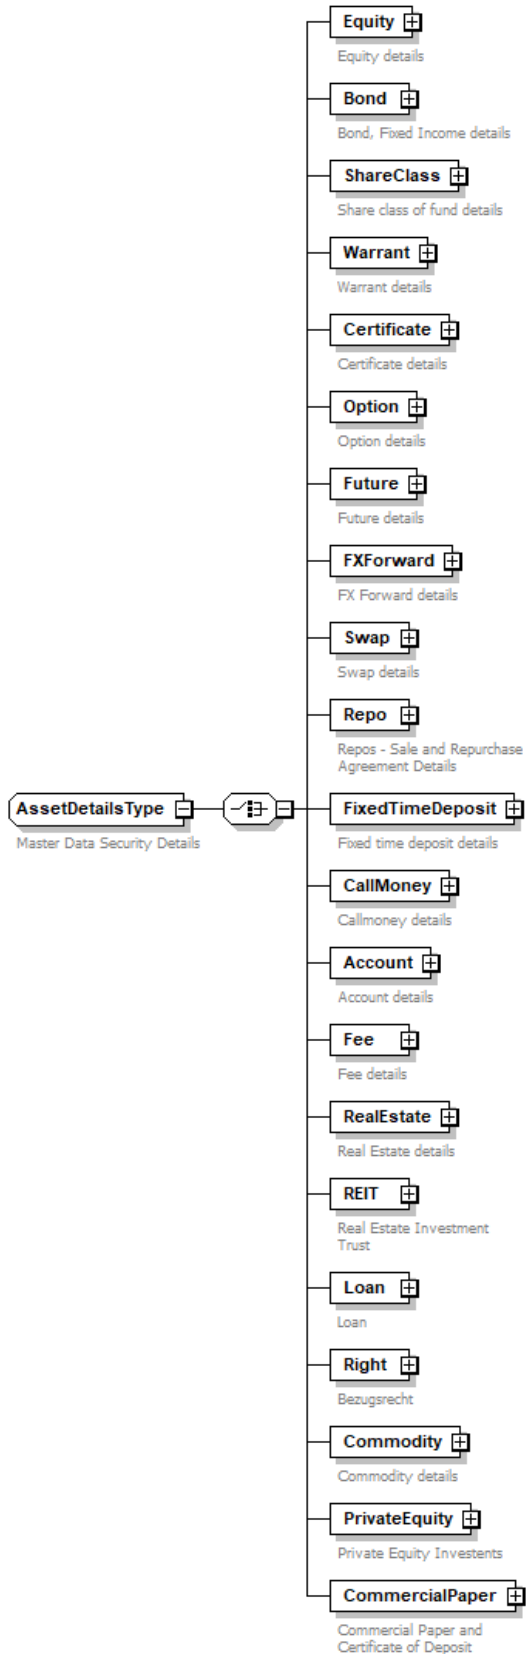 Equity
Equity details
Bond
Bond, Fixed Income details
ShareClass
Share class of fund details
Warrant
Warrant details
Certificate
Certificate details
Option
Option details
Future
Future details
FXForward
FX Forward details
Swap
Swap details
Repo
Repos - Sale and Repurchase
Agreement Details
AssetDetailsType
Master Data Security Details
FixedTimeDeposit
Fixed time deposit details
CallMoney
Callmoney details
Account
Account details
Fee
Fee details
RealEstate
Real Estate details
REIT
Real Estate Investment
Trust
Loan
Loan
Right
Bezugsrecht
Commodity
Commodity details
PrivateEquity
Private Equity Investents
CommercialPaper
Commercial Paper and
Certificate of Deposit